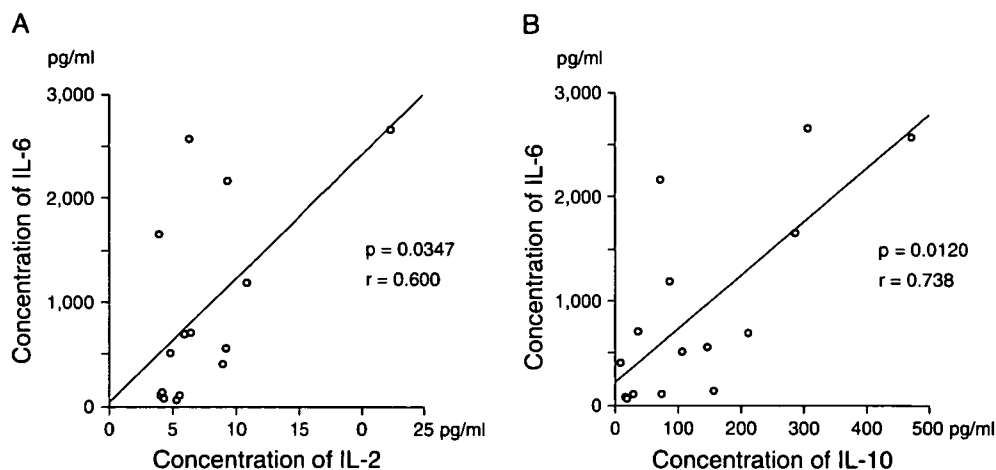 A
pg/ml
3,000
2,000
1,000
0
Concentration of IL-6
p = 0.0347
r = 0.600
0 5 10 15 0 25 pg/ml
Concentration of IL-2
B
pg/ml
3,000
2,000
1,000
0
Concentration of IL-6
p = 0.0120
r = 0.738
0 100 200 300 400 500 pg/ml
Concentration of IL-10